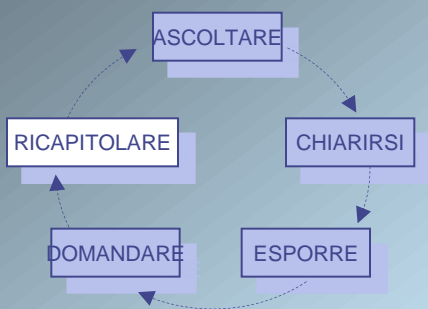 ASCOLTARE
RICAPITOLARE
CHIARIRSI
DOMANDARE
ESPORRE